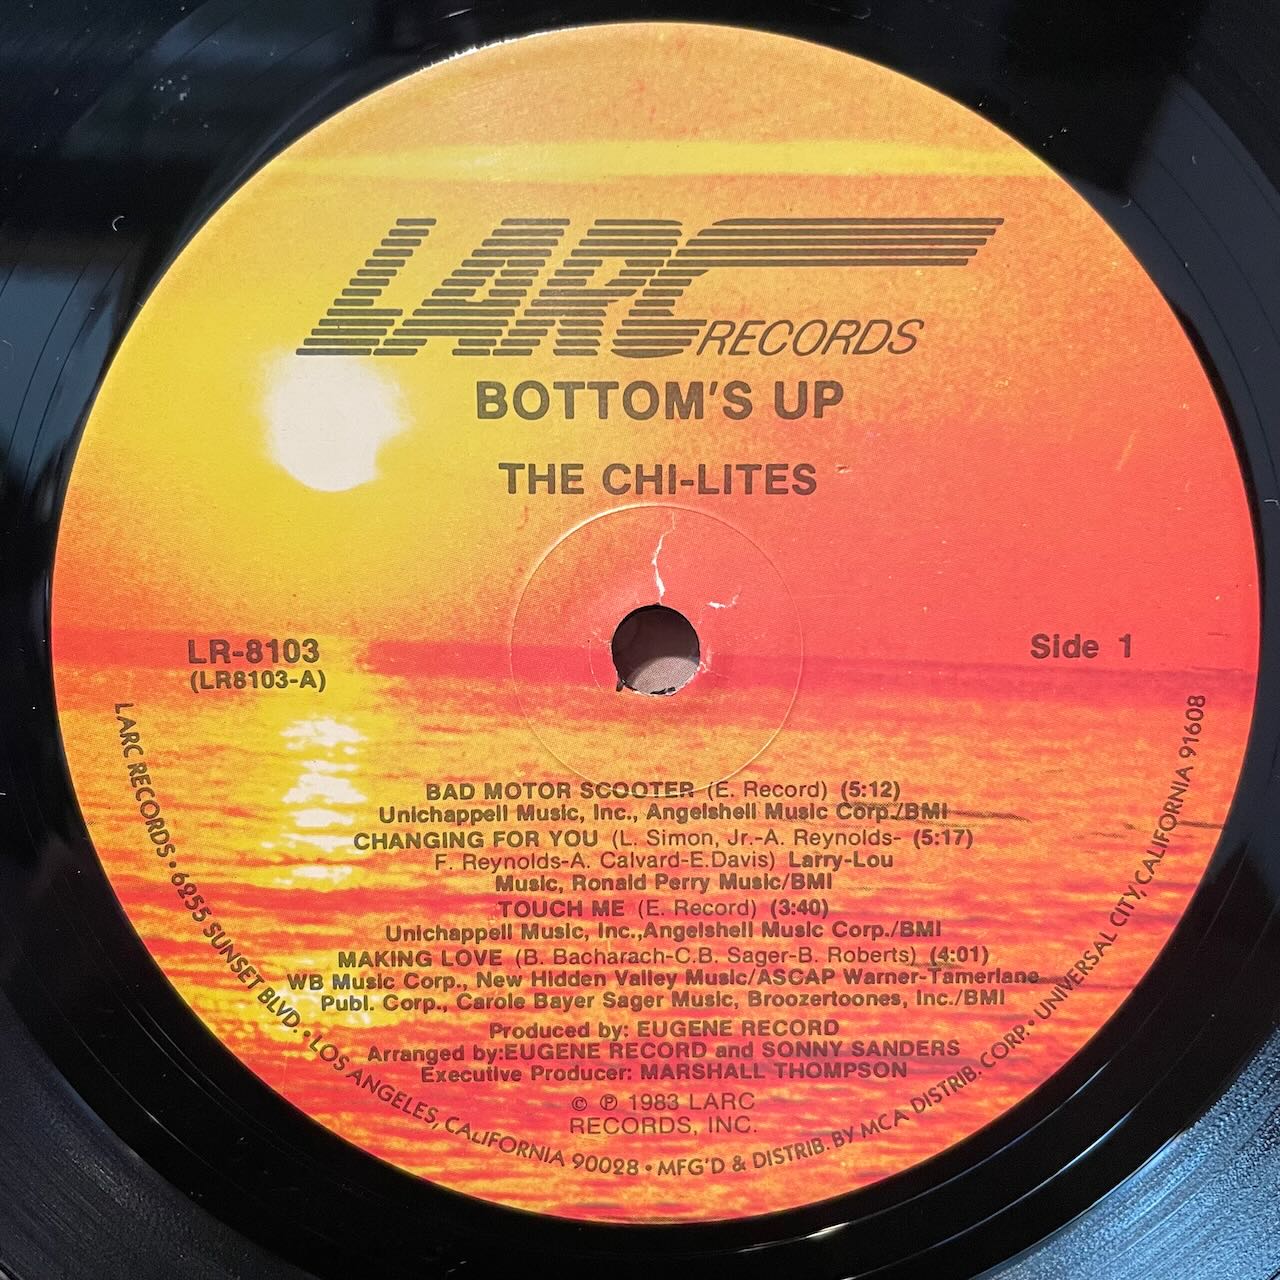 LARC RECORDS
BOTTOM'S UP
THE CHI-LITES
LR-8103
(LR8103-A)
Side 1
BAD MOTOR SCOOTER (E. Record) (5:12)
Unichappell Music, Inc., Angelshell Music Corp./BMI
CHANGING FOR YOU (L. Simon, Jr.-A. Reynolds- (5:17)
F. Reynolds-A. Calvard-E.Davis) Larry-Lou
Music, Ronald Perry Music/BMI
TOUCH ME (E. Record) (3:40)
Unichappell Music, Inc.,Angelshell Music Corp./BMI
MAKING LOVE (B. Bacharach-C.B. Sager-B. Roberts) (4:01)
WB Music Corp., New Hidden Valley Music/ASCAP Warner-Tamerlane
Publ. Corp., Carole Bayer Sager Music, Broozertoones, Inc./BMI
Produced by: EUGENE RECORD
Arranged by:EUGENE RECORD and SONNY SANDERS
Executive Producer: MARSHALL THOMPSON
© ℗ 1983 LARC
RECORDS, INC.
LARC RECORDS • 6255 SUNSET BLVD. • LOS ANGELES, CALIFORNIA 90028 • MFG'D & DISTRIB. BY MCA DISTRIB. CORP. • UNIVERSAL CITY, CALIFORNIA 91608